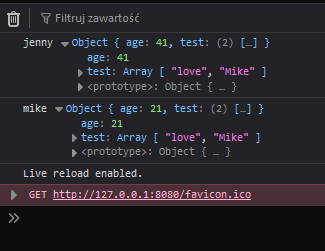 Filtruj zawartość
jenny Object { age: 41, test: (2) […] }
age: 41
test: Array [ "love", "Mike" ]
<prototype>: Object { … }
mike Object { age: 21, test: (2) […] }
age: 21
test: Array [ "love", "Mike" ]
<prototype>: Object { … }
Live reload enabled.
GET http://127.0.0.1:8080/favicon.ico